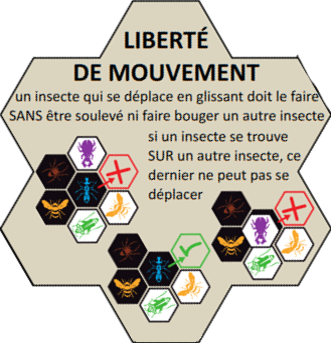 LIBERTÉ
DE MOUVEMENT
un insecte qui se déplace en glissant doit le faire
SANS être soulevé ni faire bouger un autre insecte
si un insecte se trouve
SUR un autre insecte, ce
dernier ne peut pas se
déplacer